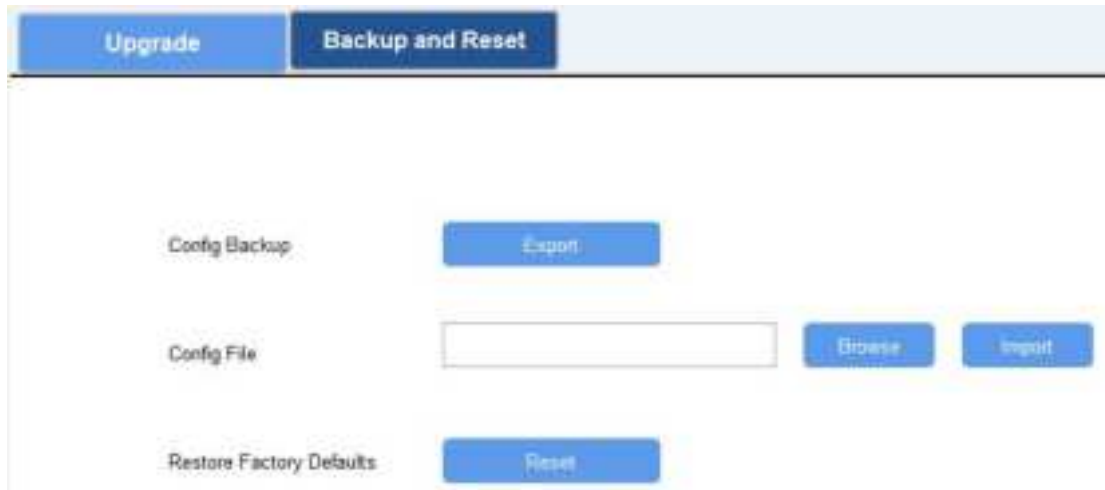 Upgrade Backup and Reset
Config Backup Export
Config File Browse Import
Restore Factory Defaults Reset